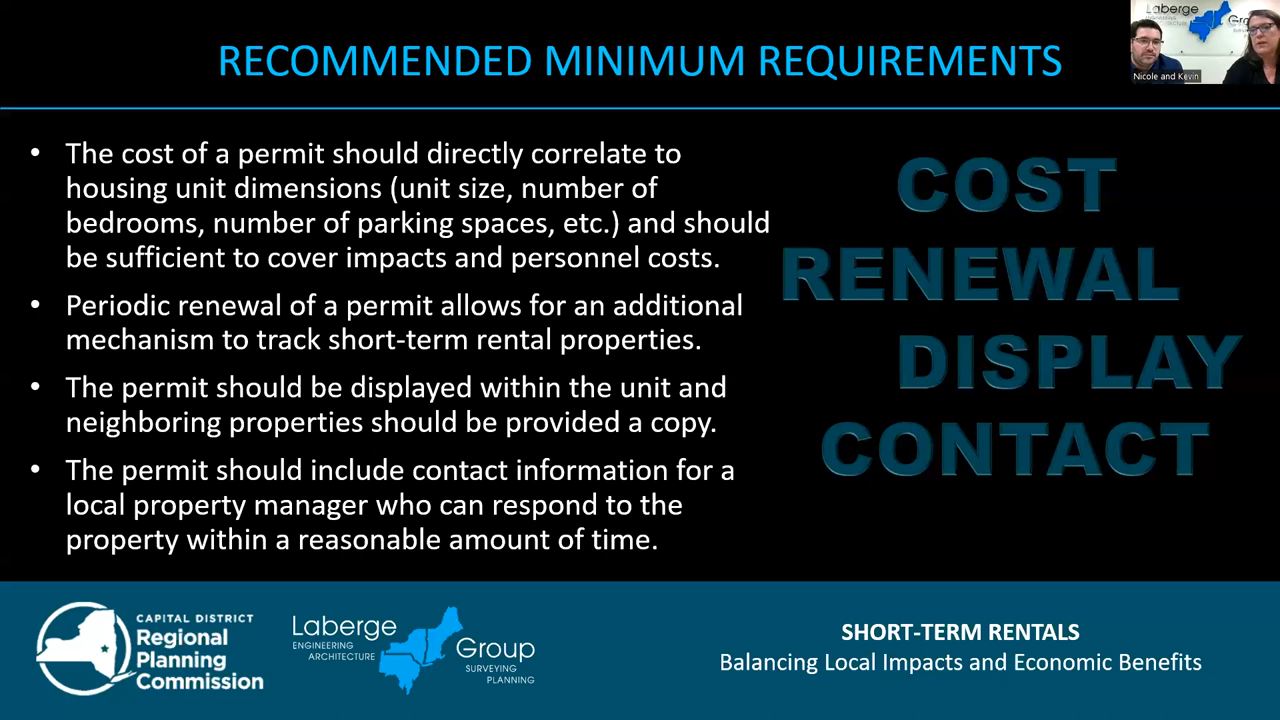 RECOMMENDED MINIMUM REQUIREMENTS
Laberge
ENGINEERING
ARCHITECTURE
Nicole and Kevin
• The cost of a permit should directly correlate to
housing unit dimensions (unit size, number of
bedrooms, number of parking spaces, etc.) and should
be sufficient to cover impacts and personnel costs.
• Periodic renewal of a permit allows for an additional
mechanism to track short-term rental properties.
• The permit should be displayed within the unit and
neighboring properties should be provided a copy.
• The permit should include contact information for a
local property manager who can respond to the
property within a reasonable amount of time.
COST
RENEWAL
DISPLAY
CONTACT
CAPITAL DISTRICT
Regional
Planning
Commission
Laberge
ENGINEERING
ARCHITECTURE
Group
SURVEYING
PLANNING
SHORT-TERM RENTALS
Balancing Local Impacts and Economic Benefits